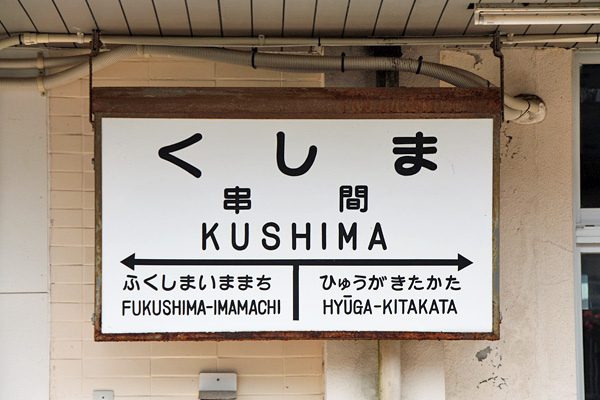 くしま
串間
KUSHIMA
ふくしまいままち ひゅうがきたかた
FUKUSHIMA-IMAMACHI HYŪGA-KITAKATA